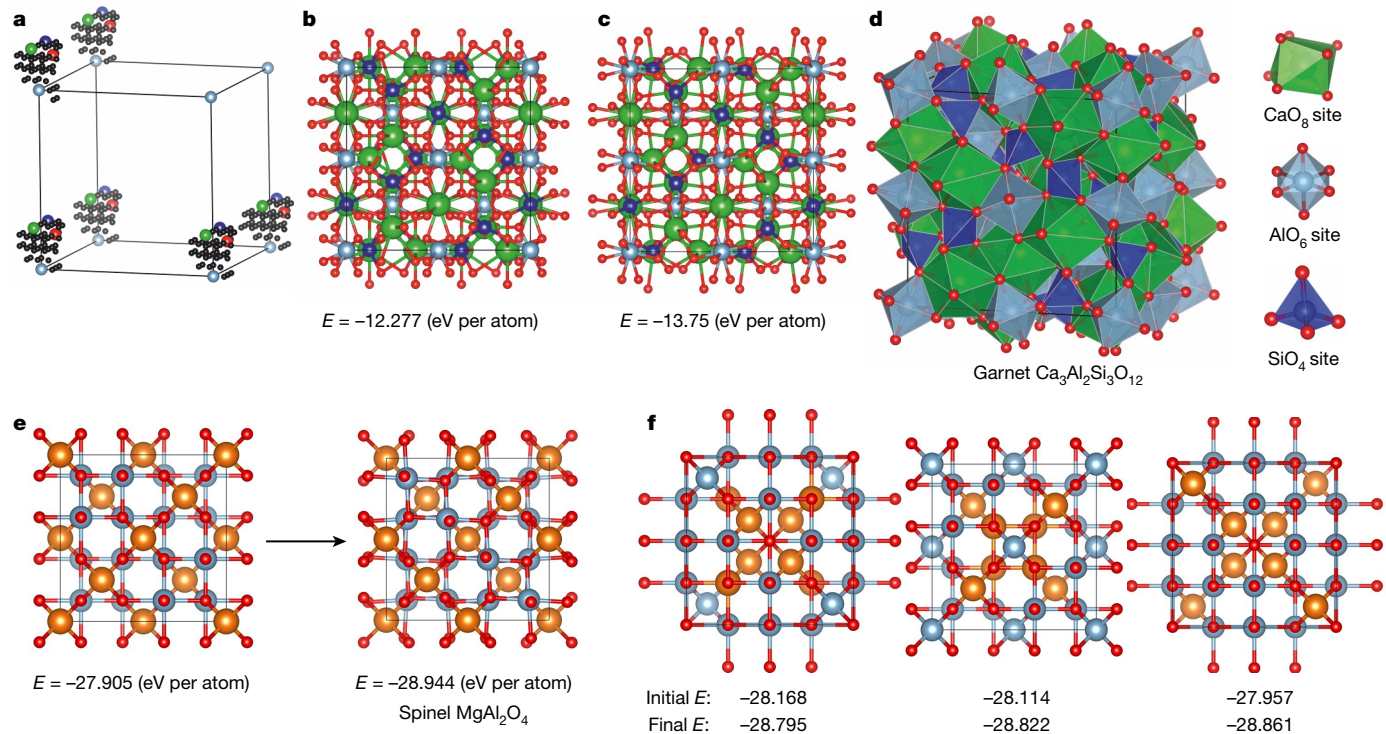 a
b
c
d
CaO₈ site
AlO₆ site
SiO₄ site
E = –12.277 (eV per atom)
E = –13.75 (eV per atom)
Garnet Ca₃Al₂Si₃O₁₂
e
f
E = –27.905 (eV per atom)
E = –28.944 (eV per atom)
Spinel MgAl₂O₄
Initial E: –28.168 –28.114 –27.957
Final E: –28.795 –28.822 –28.861